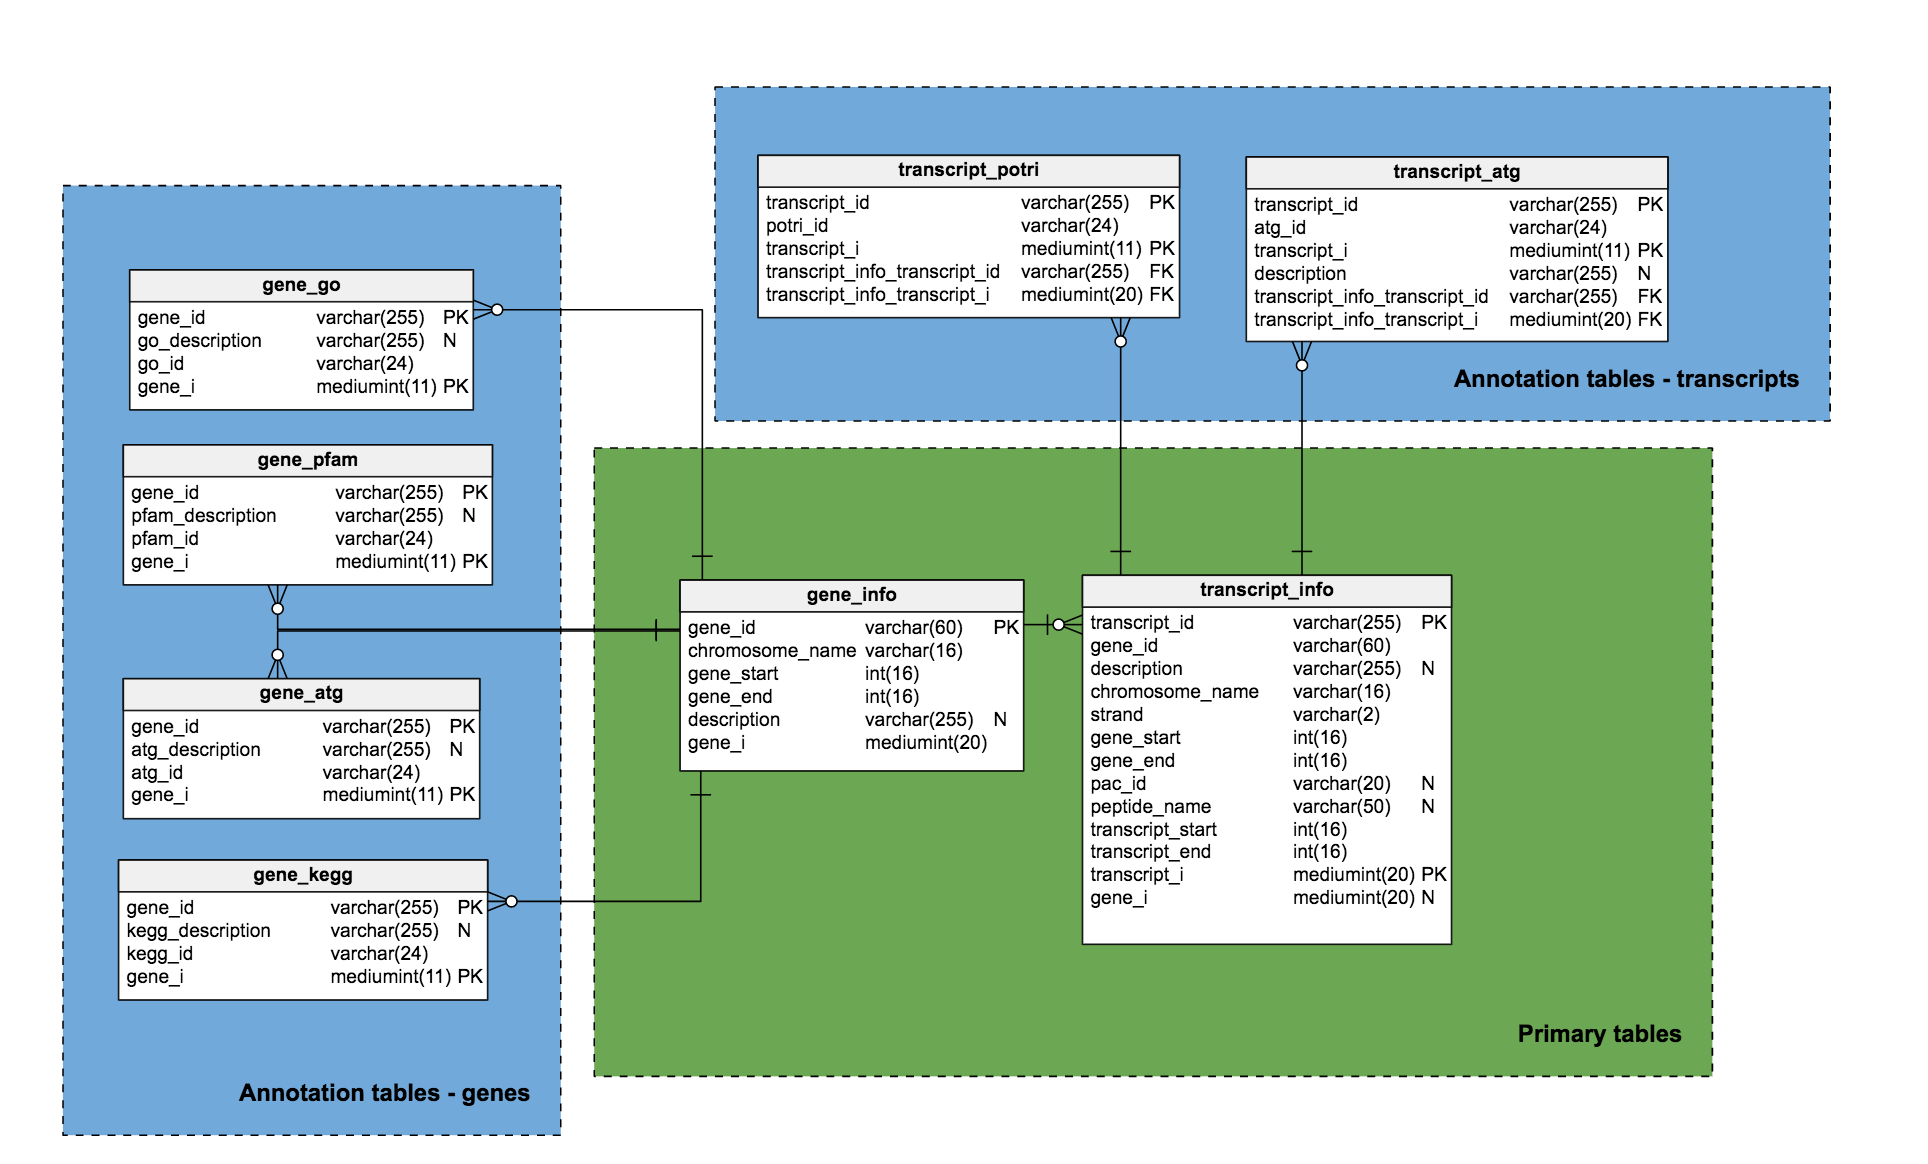 transcript_potri
transcript_id varchar(255) PK
potri_id varchar(24)
transcript_i mediumint(11) PK
transcript_info_transcript_id varchar(255) FK
transcript_info_transcript_i mediumint(20) FK
transcript_atg
transcript_id varchar(255) PK
atg_id varchar(24)
transcript_i mediumint(11) PK
description varchar(255) N
transcript_info_transcript_id varchar(255) FK
transcript_info_transcript_i mediumint(20) FK
Annotation tables - transcripts
gene_go
gene_id varchar(255) PK
go_description varchar(255) N
go_id varchar(24)
gene_i mediumint(11) PK
gene_pfam
gene_id varchar(255) PK
pfam_description varchar(255) N
pfam_id varchar(24)
gene_i mediumint(11) PK
gene_atg
gene_id varchar(255) PK
atg_description varchar(255) N
atg_id varchar(24)
gene_i mediumint(11) PK
gene_kegg
gene_id varchar(255) PK
kegg_description varchar(255) N
kegg_id varchar(24)
gene_i mediumint(11) PK
Annotation tables - genes
gene_info
gene_id varchar(60) PK
chromosome_name varchar(16)
gene_start int(16)
gene_end int(16)
description varchar(255) N
gene_i mediumint(20)
transcript_info
transcript_id varchar(255) PK
gene_id varchar(60)
description varchar(255) N
chromosome_name varchar(16)
strand varchar(2)
gene_start int(16)
gene_end int(16)
pac_id varchar(20) N
peptide_name varchar(50) N
transcript_start int(16)
transcript_end int(16)
transcript_i mediumint(20) PK
gene_i mediumint(20) N
Primary tables